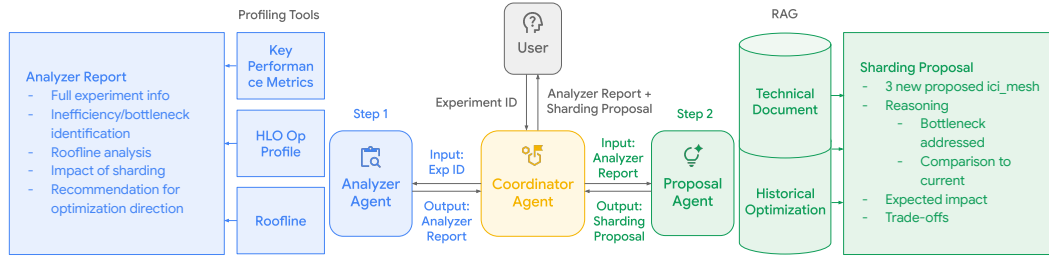 Profiling Tools
RAG
Analyzer Report
- Full experiment info
- Inefficiency/bottleneck
identification
- Roofline analysis
- Impact of sharding
- Recommendation for
optimization direction
Key
Performan
ce Metrics
HLO Op
Profile
Roofline
Step 1
Analyzer
Agent
Input:
Exp ID
Output:
Analyzer
Report
User
Experiment ID
Analyzer Report +
Sharding Proposal
Coordinator
Agent
Input:
Analyzer
Report
Output:
Sharding
Proposal
Step 2
Proposal
Agent
Technical
Document
Historical
Optimization
Sharding Proposal
- 3 new proposed ici_mesh
- Reasoning
- Bottleneck
addressed
- Comparison to
current
- Expected impact
- Trade-offs